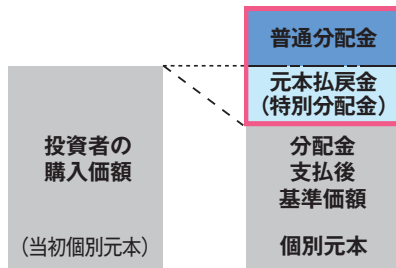 普通分配金
元本払戻金
（特別分配金）
投資者の
購入価額
（当初個別元本）
分配金
支払後
基準価額
個別元本